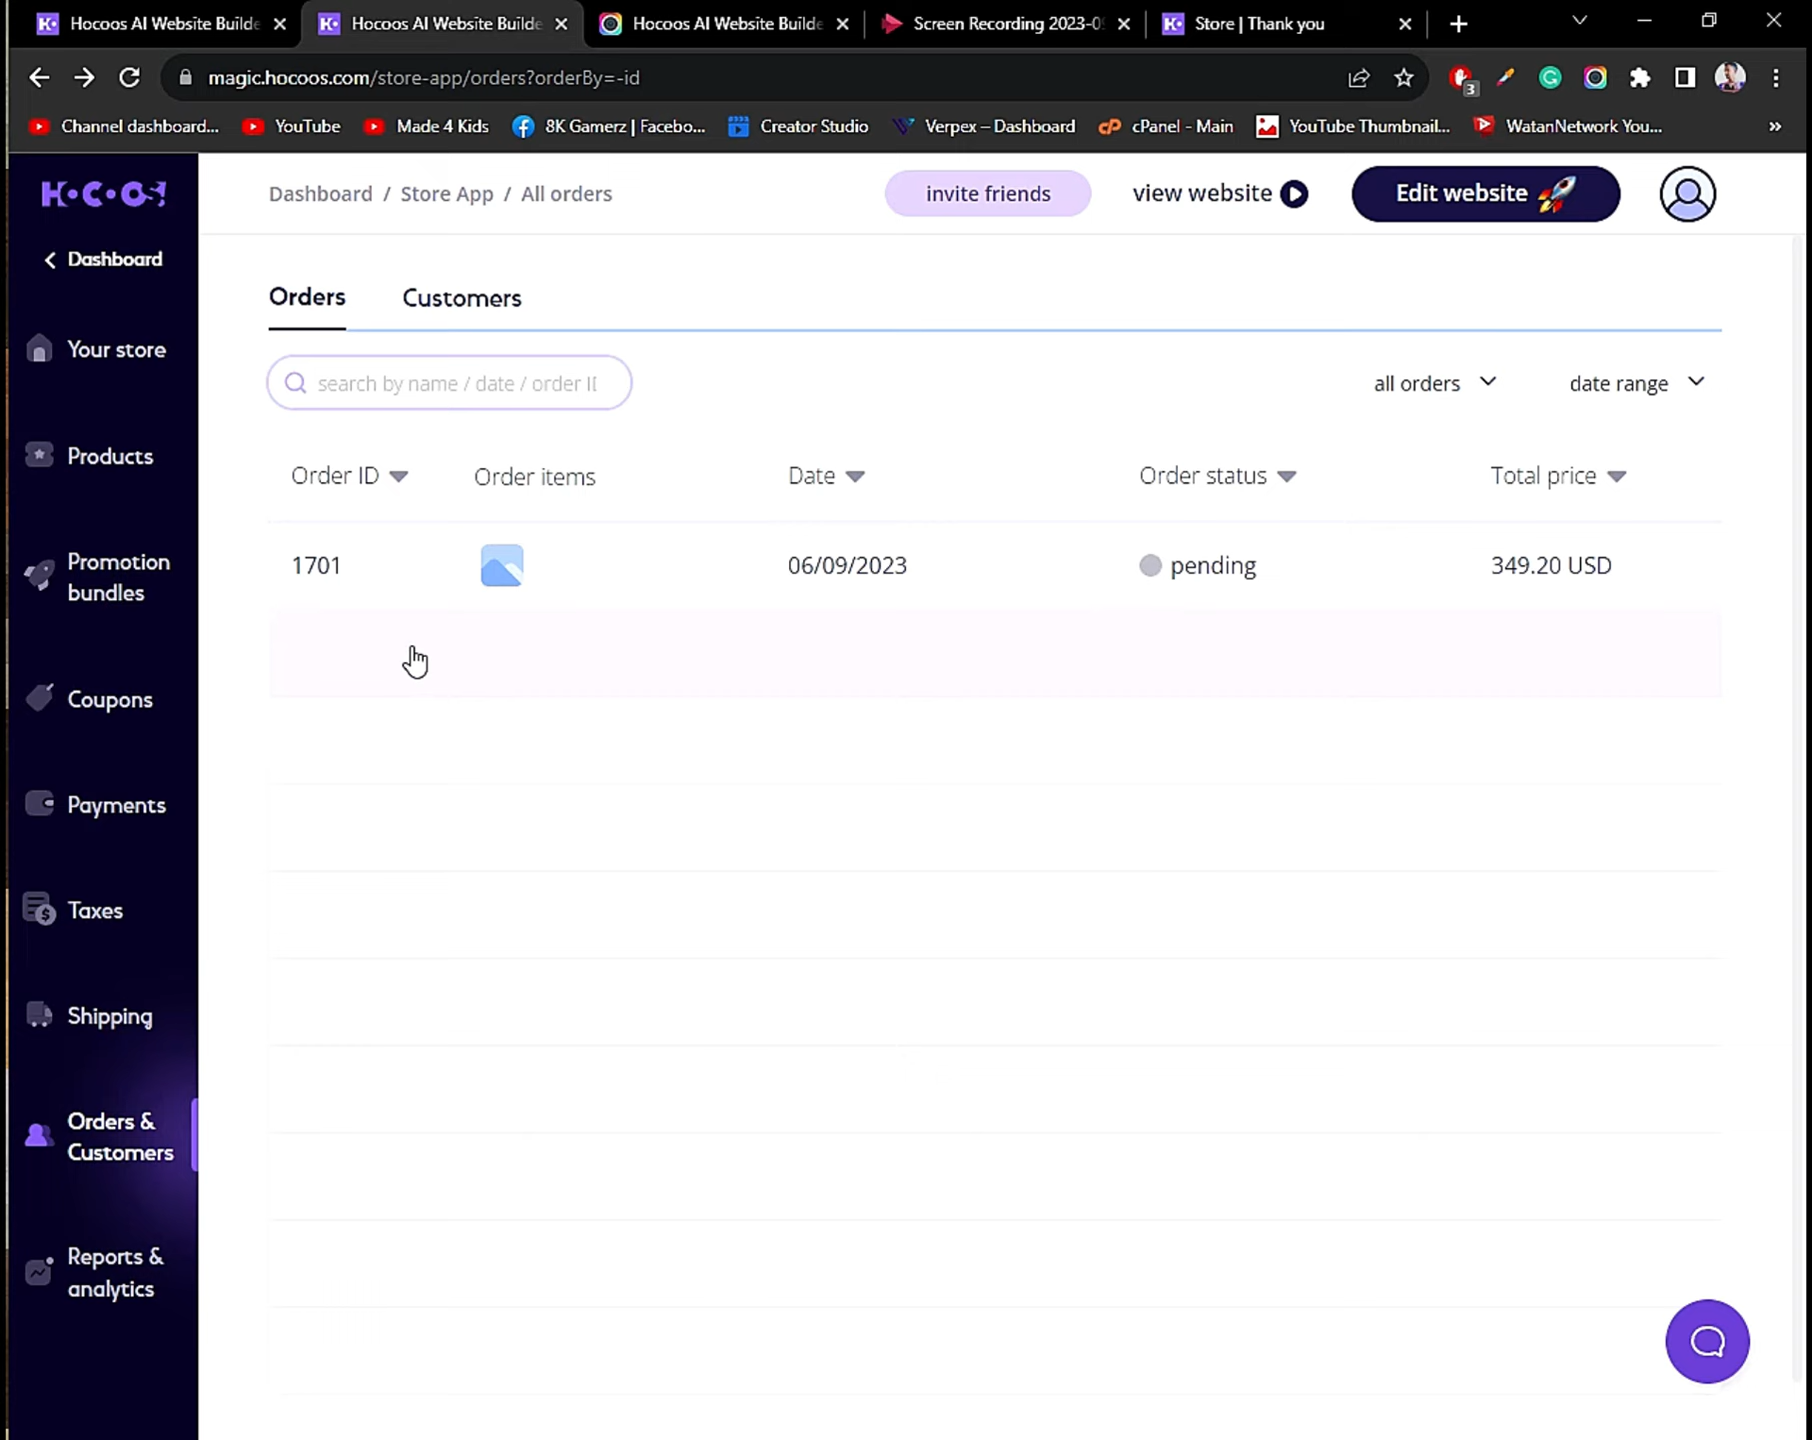 Hocoos AI Website Builde
Hocoos AI Website Builde
Hocoos AI Website Builde
Screen Recording 2023-0
Store | Thank you
magic.hocoos.com/store-app/orders?orderBy=-id
3
Channel dashboard...
YouTube
Made 4 Kids
8K Gamerz | Facebo...
Creator Studio
Verpex – Dashboard
cPanel - Main
YouTube Thumbnail...
WatanNetwork You...
»
HOCOOS
Dashboard / Store App / All orders
invite friends
view website
Edit website
Dashboard
Your store
Products
Promotion
bundles
Coupons
Payments
Taxes
Shipping
Orders &
Customers
Reports &
analytics
Orders
Customers
search by name / date / order ID
all orders
date range
Order ID
Order items
Date
Order status
Total price
1701
06/09/2023
pending
349.20 USD